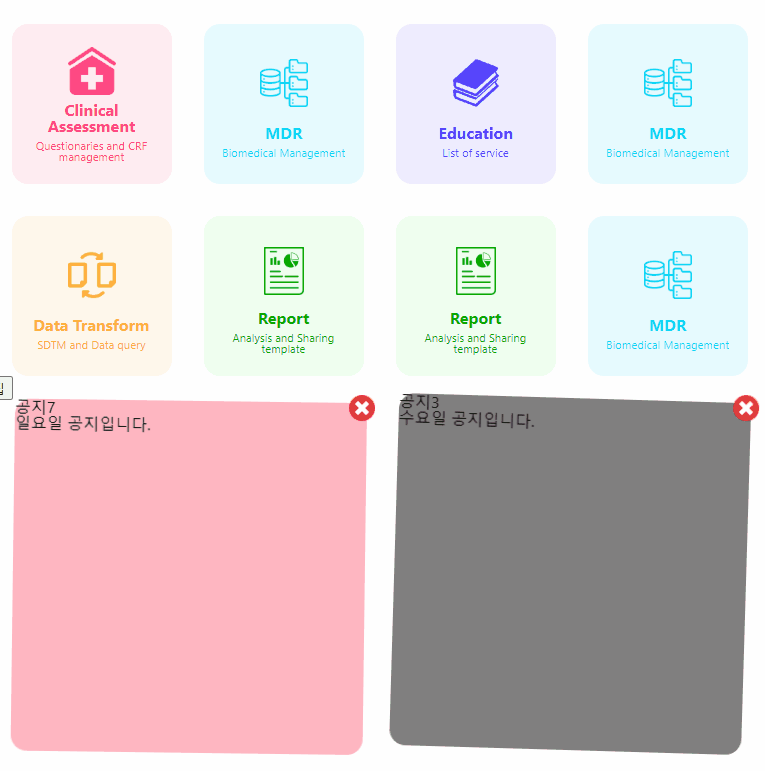 Clinical
Assessment
Questionaries and CRF
management
MDR
Biomedical Management
Education
List of service
MDR
Biomedical Management
Data Transform
SDTM and Data query
Report
Analysis and Sharing
template
Report
Analysis and Sharing
template
MDR
Biomedical Management
공지7
일요일 공지입니다.
공지3
수요일 공지입니다.